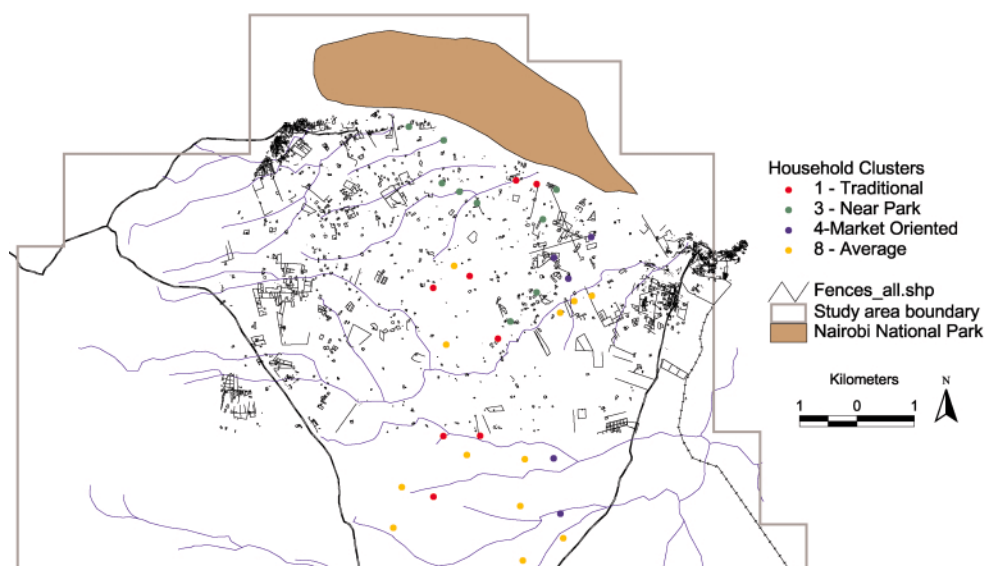 Household Clusters
1 - Traditional
3 - Near Park
4-Market Oriented
8 - Average
Fences_all.shp
Study area boundary
Nairobi National Park
Kilometers
1 0 1
N